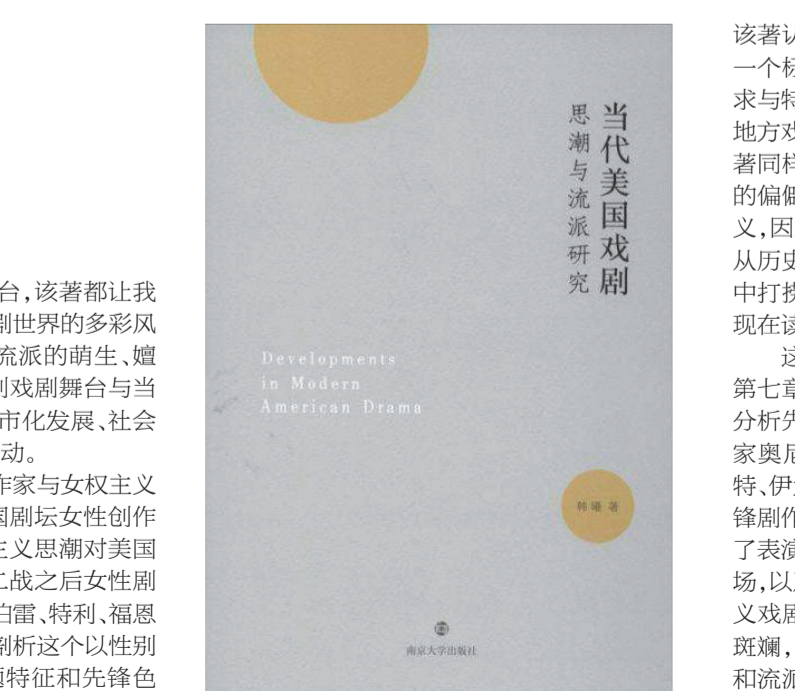 台,该著都让我
剧世界的多彩风
流派的萌生、嬗
到戏剧舞台与当
市化发展、社会
动。
作家与女权主义
国剧坛女性创作
主义思潮对美国
二战之后女性剧
白雷、特利、福恩
剖析这个以性别
题特征和先锋色
当代美国戏剧
思潮与流派研究
Developments
in Modern
American Drama
韩曦 著
南京大学出版社
该著认
一个标
求与特
地方戏
著同样
的偏
义,因
从历史
中打捞
现在读
这
第七章
分析先
家奥尼
特、伊
锋剧作
了表演
场,以
义戏剧
斑斓,
和流派